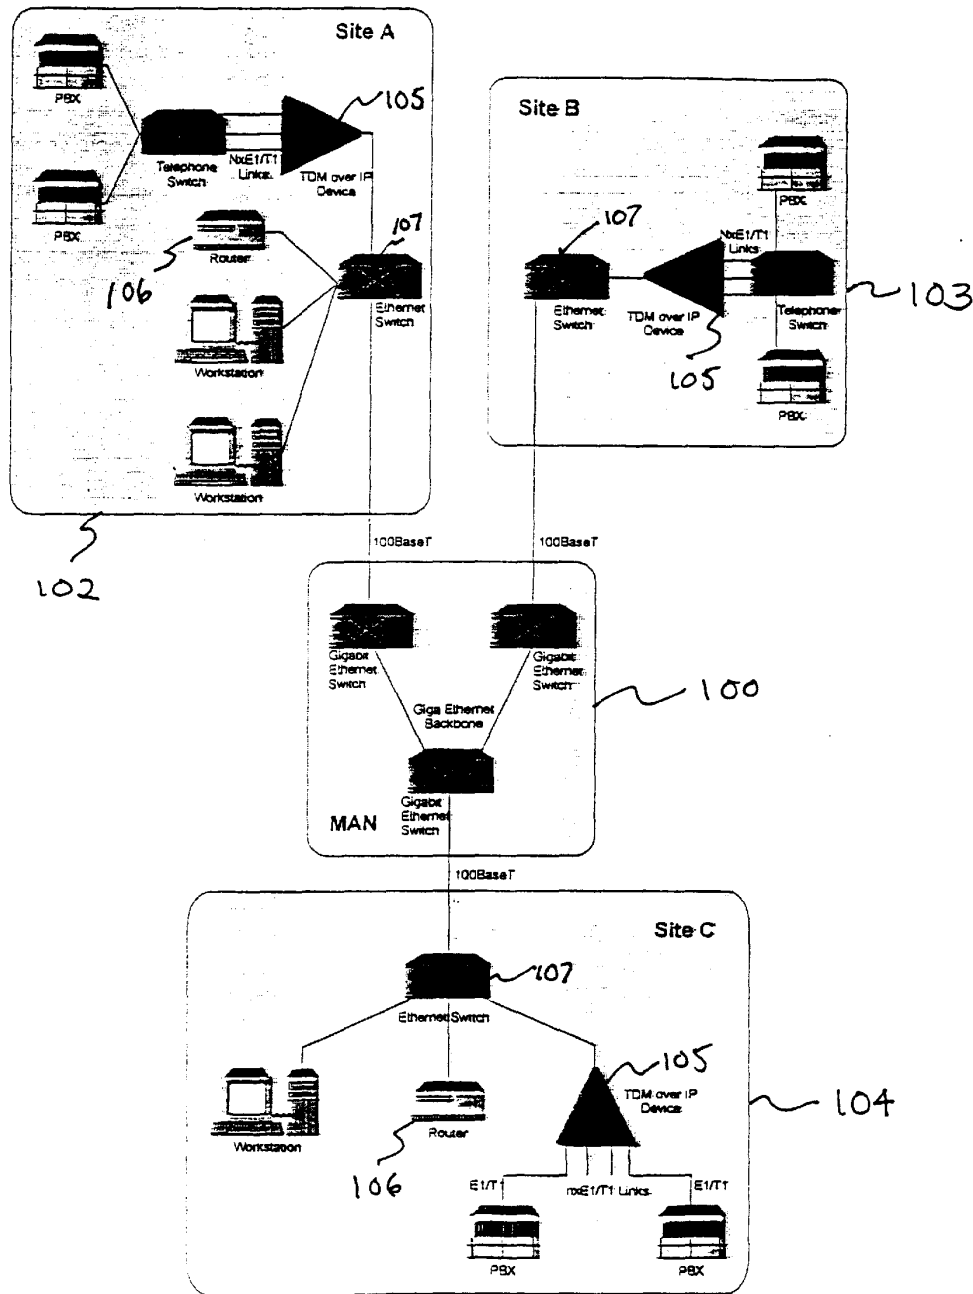 Site A
PBX
105
Telephone
Switch
NxE1/T1
Links
TDM over IP
Device
PBX
106
Router
107
Ethernet
Switch
Workstation
Workstation
102
Site B
PBX
107
NxE1/T1
Links
Ethernet
Switch
TDM over IP
Device
105
Telephone
Switch
103
PBX
100BaseT
100BaseT
Gigabit
Ethernet
Switch
Gigabit
Ethernet
Switch
100
Giga Ethernet
Backbone
Gigabit
Ethernet
Switch
MAN
100BaseT
Site C
107
Ethernet Switch
105
TDM over IP
Device
104
Workstation
Router
106
E1/T1
nxE1/T1 Links
E1/T1
PBX
PBX